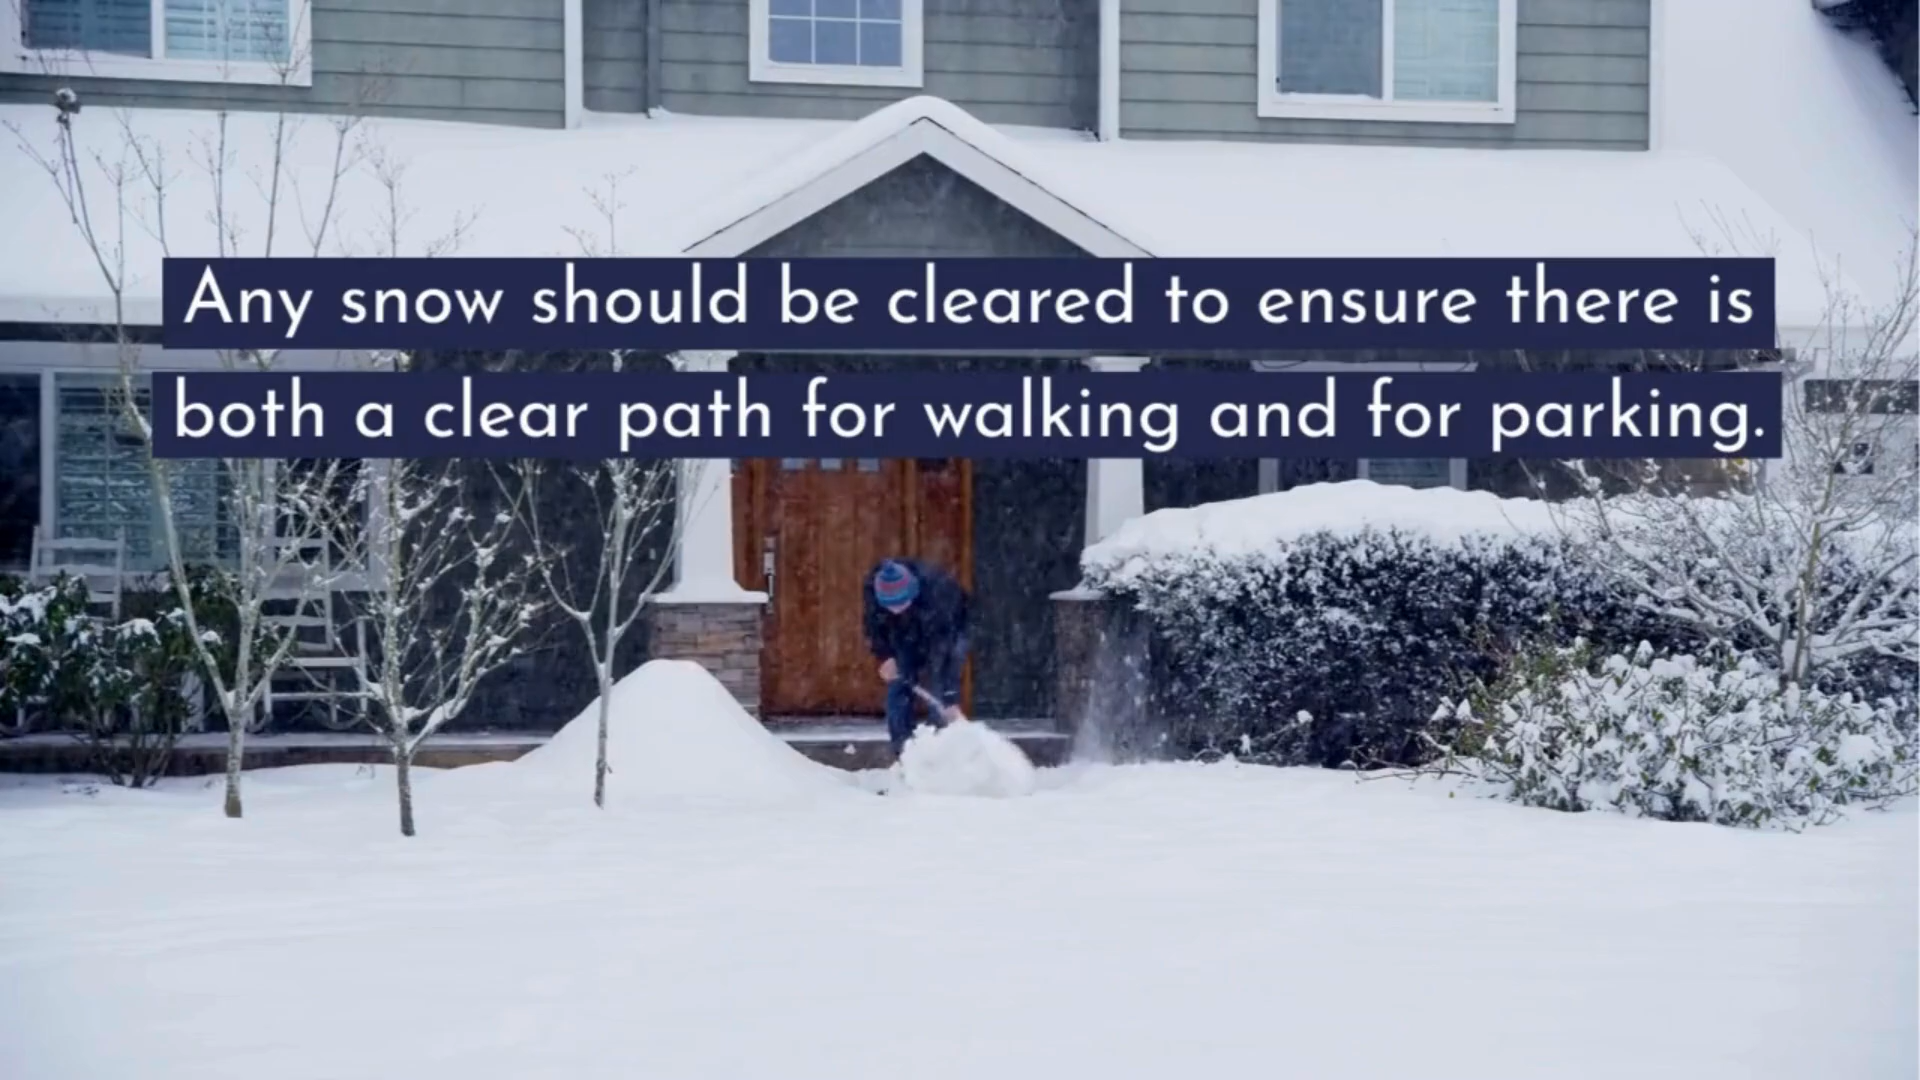 Any snow should be cleared to ensure there is
both a clear path for walking and for parking.